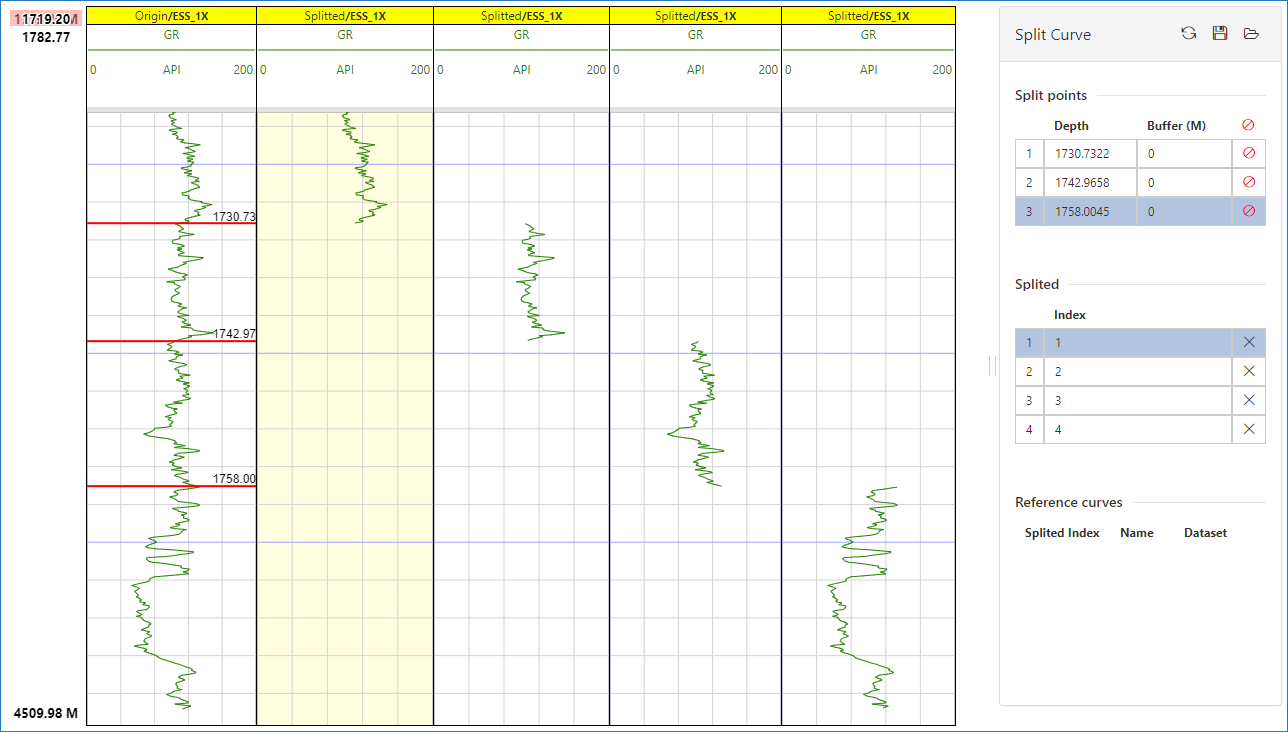 1719.20
1782.77
4509.98 M
Origin/ESS_1X
Splitted/ESS_1X
Splitted/ESS_1X
Splitted/ESS_1X
Splitted/ESS_1X
GR
GR
GR
GR
GR
0 API 200
0 API 200
0 API 200
0 API 200
0 API 200
1730.73
1742.97
1758.00
Split Curve
Split points
Depth Buffer (M)
1 1730.7322 0
2 1742.9658 0
3 1758.0045 0
Splited
Index
1 1
2 2
3 3
4 4
Reference curves
Splited Index Name Dataset